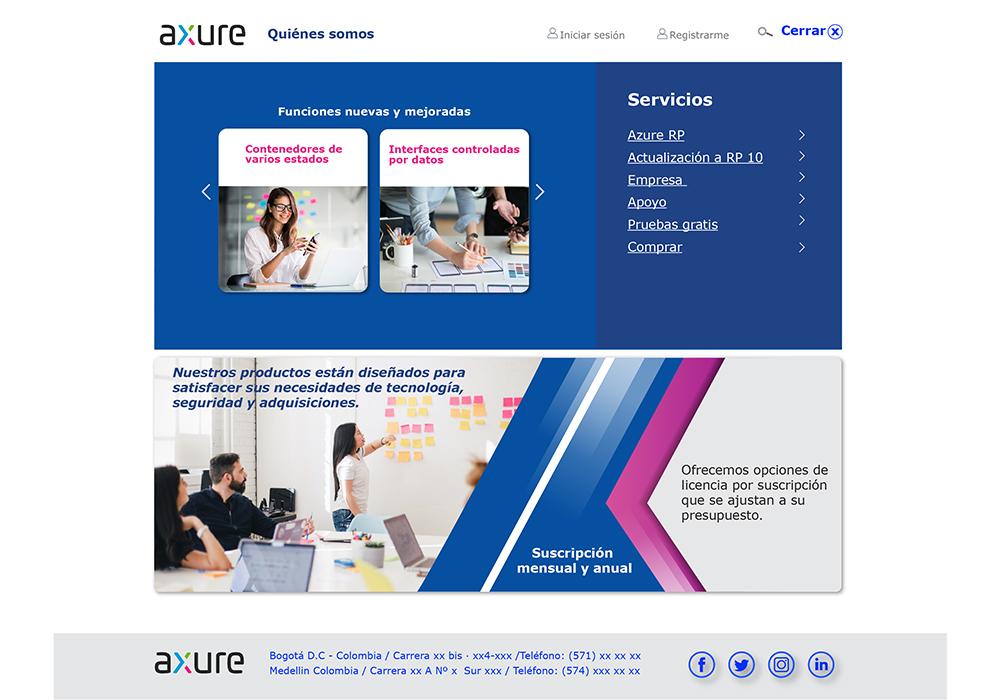 axure
Quiénes somos
Iniciar sesión
Registrarme
Cerrar
Funciones nuevas y mejoradas
Contenedores de
varios estados
Interfaces controladas
por datos
Servicios
Azure RP
Actualización a RP 10
Empresa
Apoyo
Pruebas gratis
Comprar
Nuestros productos están diseñados para
satisfacer sus necesidades de tecnología,
seguridad y adquisiciones.
Suscripción
mensual y anual
Ofrecemos opciones de
licencia por suscripción
que se ajustan a su
presupuesto.
axure
Bogotá D.C - Colombia / Carrera xx bis · xx4-xxx /Teléfono: (571) xx xx xx
Medellin Colombia / Carrera xx A Nº x Sur xxx / Teléfono: (574) xxx xx xx